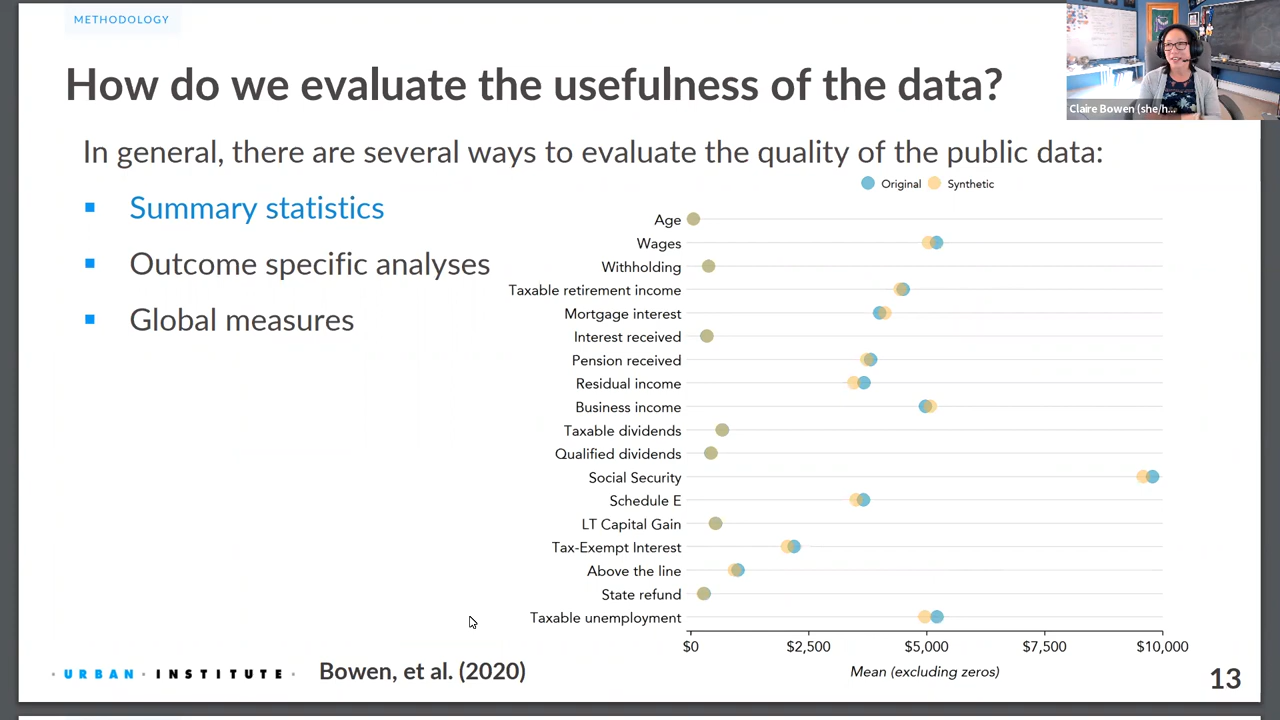 METHODOLOGY
How do we evaluate the usefulness of the data?
Claire Bowen (she/h...
In general, there are several ways to evaluate the quality of the public data:
Summary statistics
Outcome specific analyses
Global measures
Original Synthetic
Age
Wages
Withholding
Taxable retirement income
Mortgage interest
Interest received
Pension received
Residual income
Business income
Taxable dividends
Qualified dividends
Social Security
Schedule E
LT Capital Gain
Tax-Exempt Interest
Above the line
State refund
Taxable unemployment
$0 $2,500 $5,000 $7,500 $10,000
Mean (excluding zeros)
· URBAN · INSTITUTE ·
Bowen, et al. (2020)
13